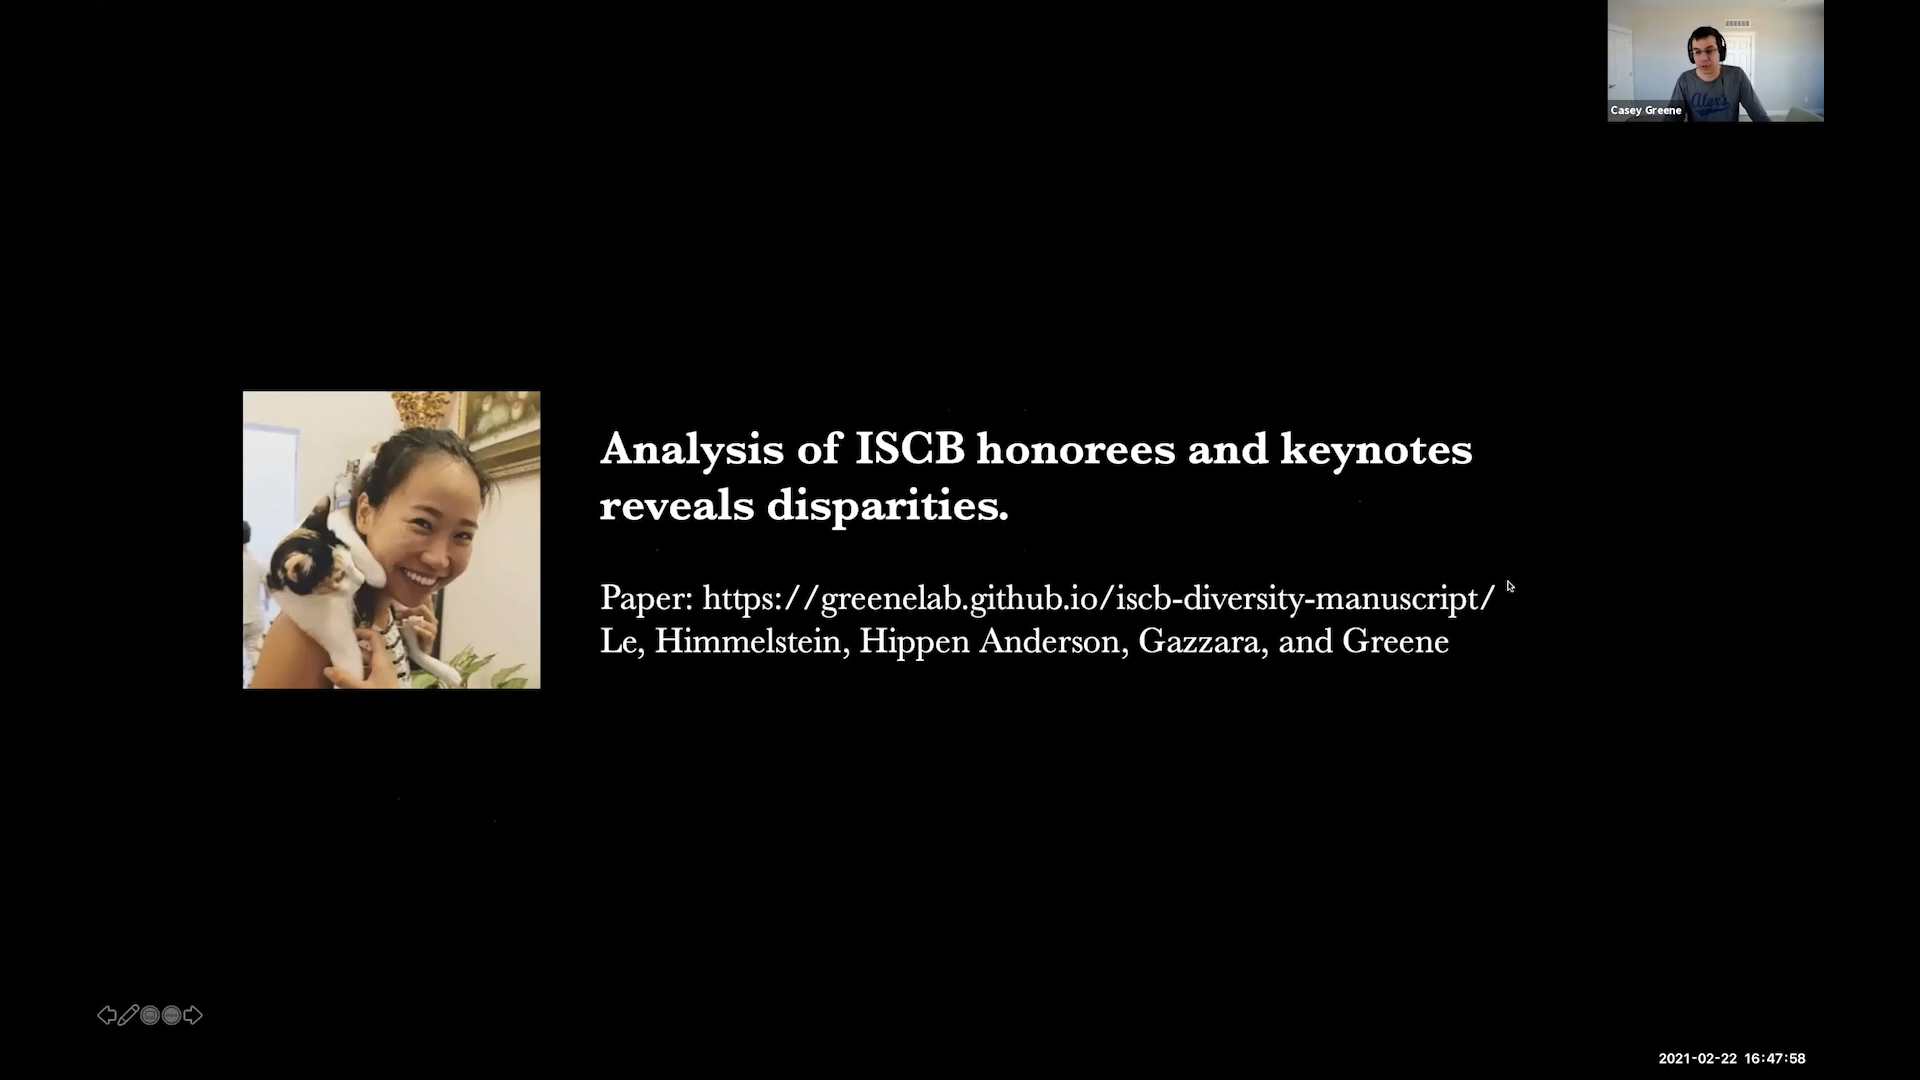 Alex's
Casey Greene
Analysis of ISCB honorees and keynotes
reveals disparities.
Paper: https://greenelab.github.io/iscb-diversity-manuscript/
Le, Himmelstein, Hippen Anderson, Gazzara, and Greene
2021-02-22 16:47:58